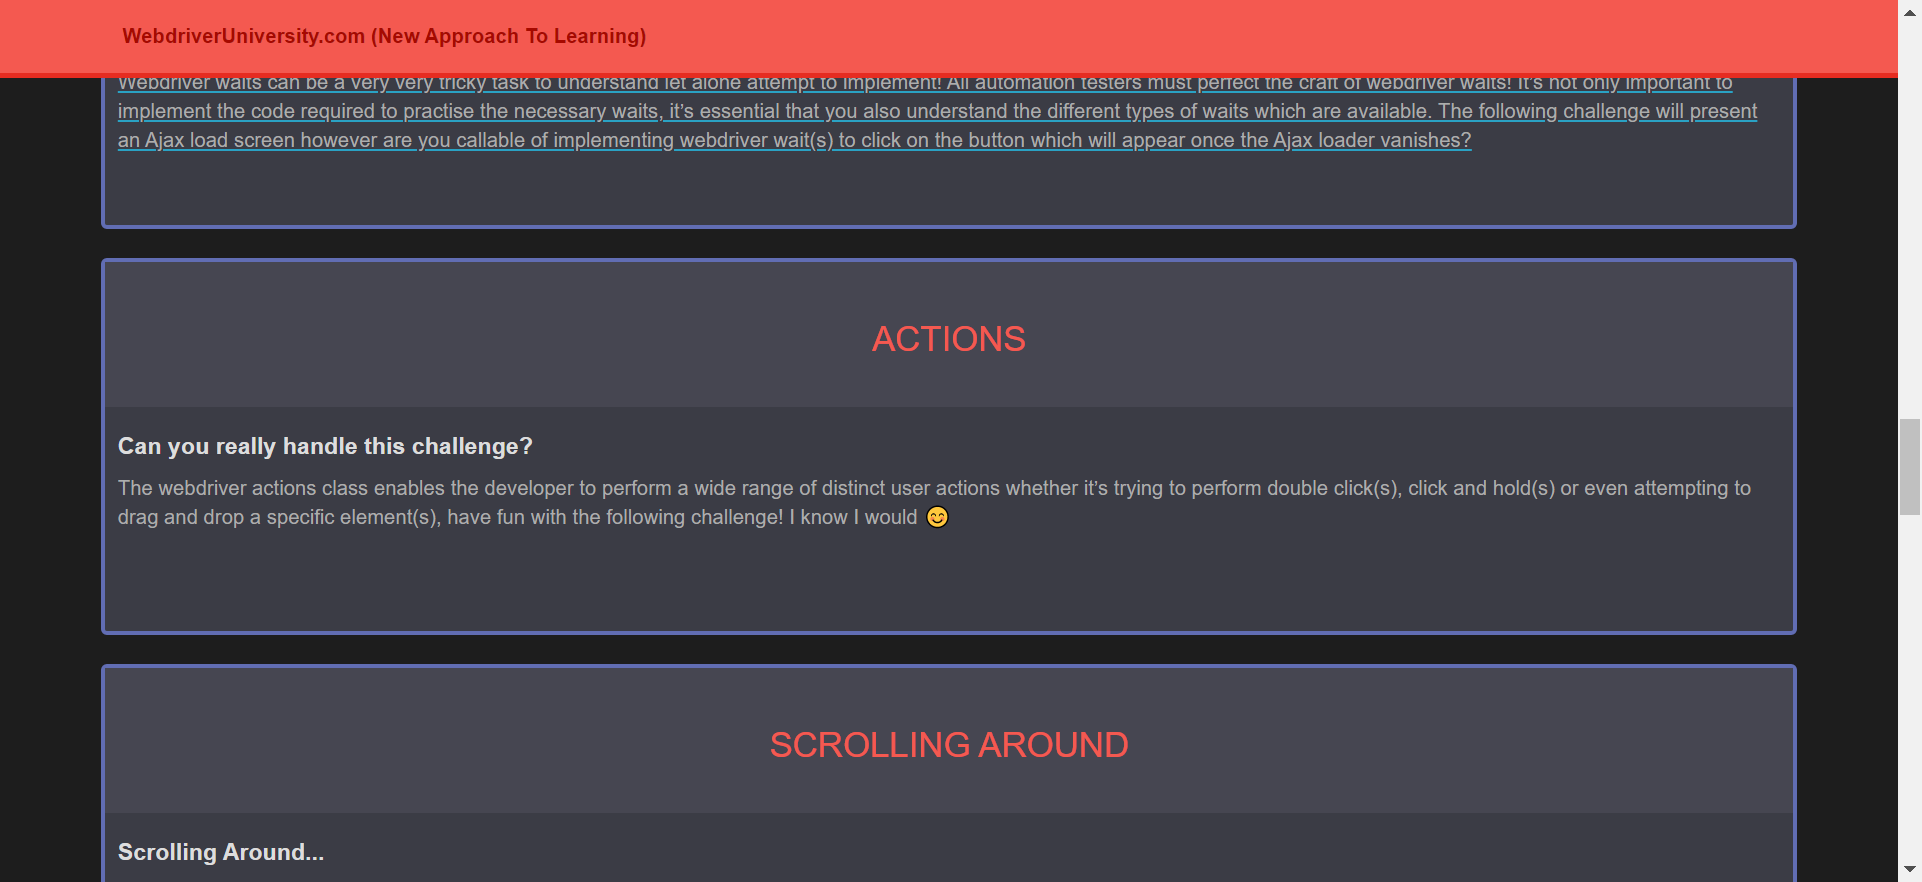 WebdriverUniversity.com (New Approach To Learning)
Webdriver waits can be a very very tricky task to understand let alone attempt to implement! All automation testers must perfect the craft of webdriver waits! It’s not only important to
implement the code required to practise the necessary waits, it’s essential that you also understand the different types of waits which are available. The following challenge will present
an Ajax load screen however are you callable of implementing webdriver wait(s) to click on the button which will appear once the Ajax loader vanishes?
ACTIONS
Can you really handle this challenge?
The webdriver actions class enables the developer to perform a wide range of distinct user actions whether it’s trying to perform double click(s), click and hold(s) or even attempting to
drag and drop a specific element(s), have fun with the following challenge! I know I would 😊
SCROLLING AROUND
Scrolling Around...